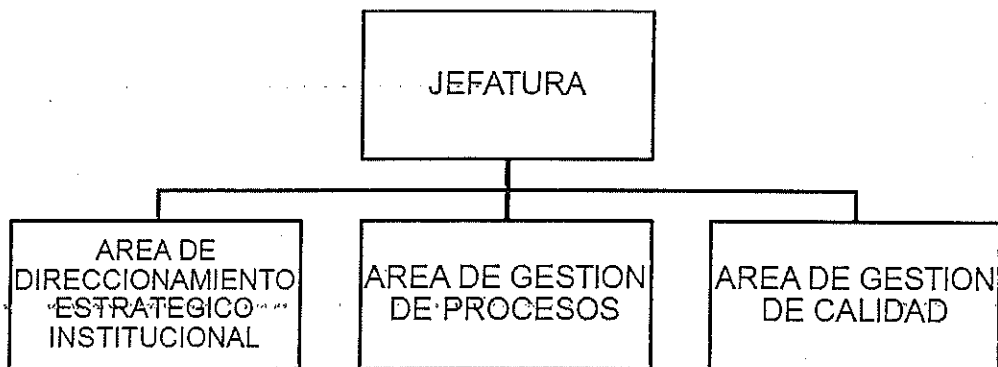 JEFATURA
AREA DE
DIRECCIONAMIENTO
ESTRATEGICO
INSTITUCIONAL
AREA DE GESTION
DE PROCESOS
AREA DE GESTION
DE CALIDAD